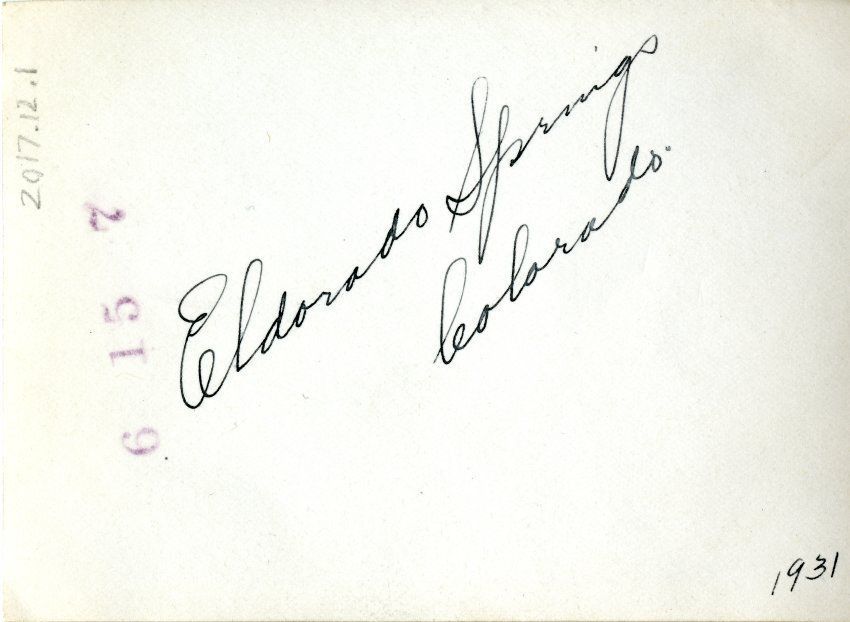 2017.12.1
6 15 7
Eldorado Springs
Colorado.
1931